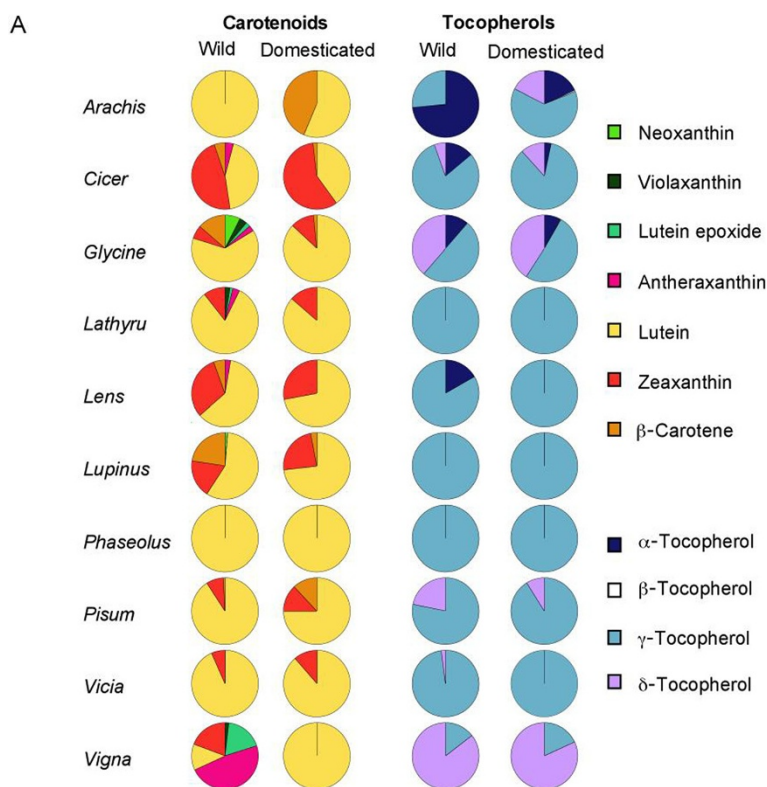 A
Carotenoids Tocopherols
Wild Domesticated Wild Domesticated
Arachis
Cicer
Glycine
Lathyru
Lens
Lupinus
Phaseolus
Pisum
Vicia
Vigna
Neoxanthin
Violaxanthin
Lutein epoxide
Antheraxanthin
Lutein
Zeaxanthin
β-Carotene
α-Tocopherol
β-Tocopherol
γ-Tocopherol
δ-Tocopherol